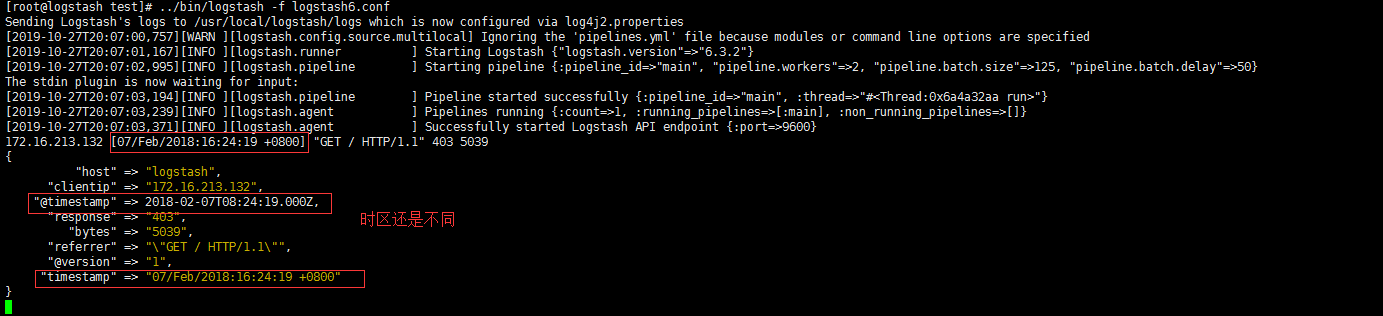 [root@logstash test]# ../bin/logstash -f logstash6.conf
Sending Logstash's logs to /usr/local/logstash/logs which is now configured via log4j2.properties
[2019-10-27T20:07:00,757][WARN ][logstash.config.source.multilocal] Ignoring the 'pipelines.yml' file because modules or command line options are specified
[2019-10-27T20:07:01,167][INFO ][logstash.runner          ] Starting Logstash {"logstash.version"=>"6.3.2"}
[2019-10-27T20:07:02,995][INFO ][logstash.pipeline        ] Starting pipeline {:pipeline_id=>"main", "pipeline.workers"=>2, "pipeline.batch.size"=>125, "pipeline.batch.delay"=>50}
The stdin plugin is now waiting for input:
[2019-10-27T20:07:03,194][INFO ][logstash.pipeline        ] Pipeline started successfully {:pipeline_id=>"main", :thread=>"#<Thread:0x6a4a32aa run>"}
[2019-10-27T20:07:03,239][INFO ][logstash.agent           ] Pipelines running {:count=>1, :running_pipelines=>[:main], :non_running_pipelines=>[]}
[2019-10-27T20:07:03,371][INFO ][logstash.agent           ] Successfully started Logstash API endpoint {:port=>9600}
172.16.213.132 [07/Feb/2018:16:24:19 +0800] "GET / HTTP/1.1" 403 5039
{
"host" => "logstash",
"clientip" => "172.16.213.132",
"@timestamp" => 2018-02-07T08:24:19.000Z,
"response" => "403",
时区还是不同
"bytes" => "5039",
"referrer" => "\"GET / HTTP/1.1\"",
"@version" => "1",
"timestamp" => "07/Feb/2018:16:24:19 +0800"
}